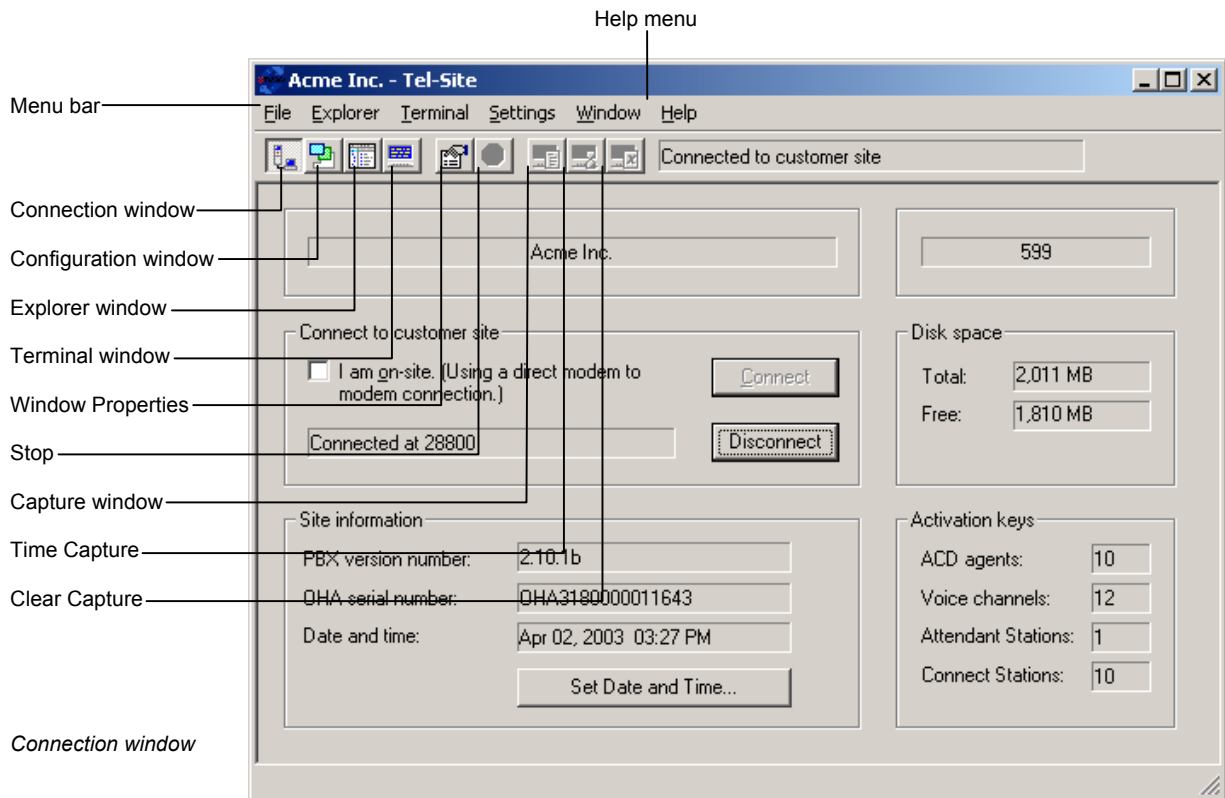 Help menu
Acme Inc. - Tel-Site
Menu bar
File Explorer Terminal Settings Window Help
Connected to customer site
Connection window
Configuration window
Explorer window
Terminal window
Window Properties
Stop
Capture window
Time Capture
Clear Capture
Acme Inc.
599
Connect to customer site
I am on-site. (Using a direct modem to
modem connection.)
Connect
Connected at 28800
Disconnect
Disk space
Total: 2,011 MB
Free: 1,810 MB
Site information
PBX version number: 2.10.1b
OHA serial number: OHA3180000011643
Date and time: Apr 02, 2003 03:27 PM
Set Date and Time...
Activation keys
ACD agents: 10
Voice channels: 12
Attendant Stations: 1
Connect Stations: 10
Connection window